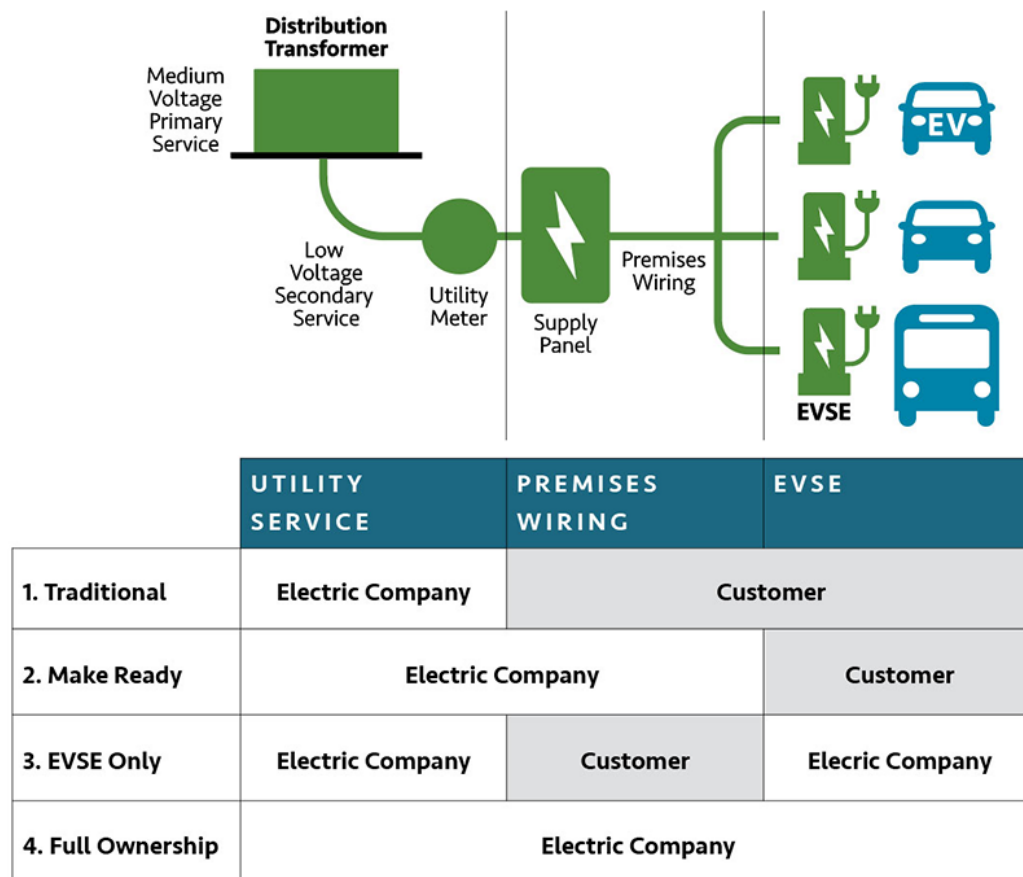 Distribution
Transformer
Medium
Voltage
Primary
Service
EV
Low
Voltage
Secondary
Service
Utility
Meter
Supply
Panel
Premises
Wiring
EVSE
UTILITY
SERVICE
PREMISES
WIRING
EVSE
1. Traditional
Electric Company
Customer
2. Make Ready
Electric Company
Customer
3. EVSE Only
Electric Company
Customer
Elecric Company
4. Full Ownership
Electric Company